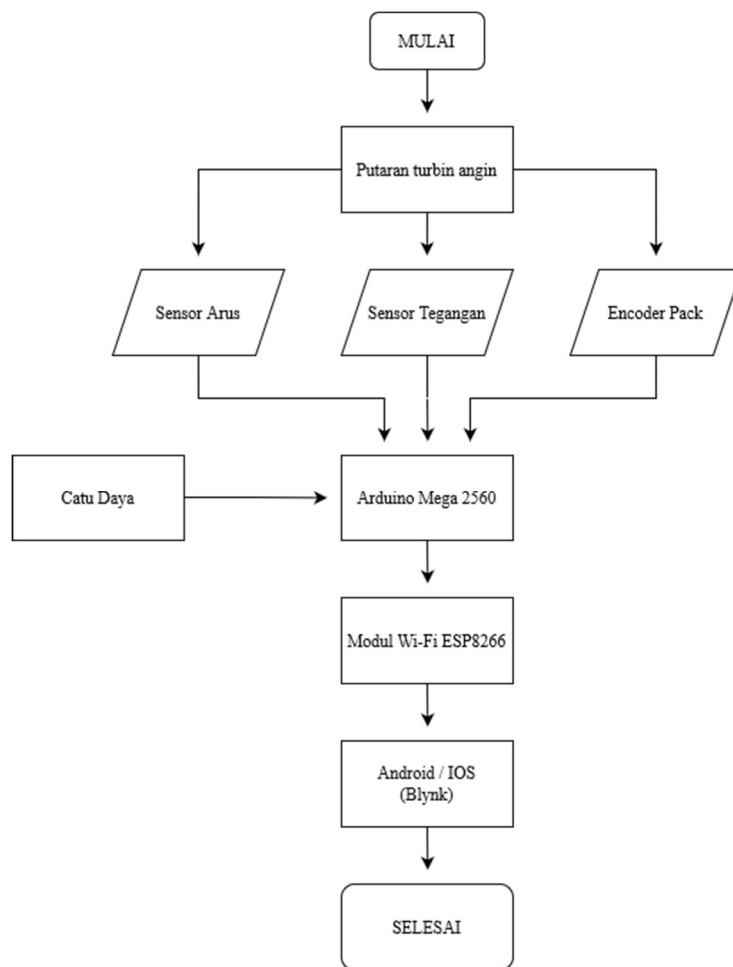 MULAI
Putaran turbin angin
Sensor Arus
Sensor Tegangan
Encoder Pack
Catu Daya
Arduino Mega 2560
Modul Wi-Fi ESP8266
Android / IOS
(Blynk)
SELESAI